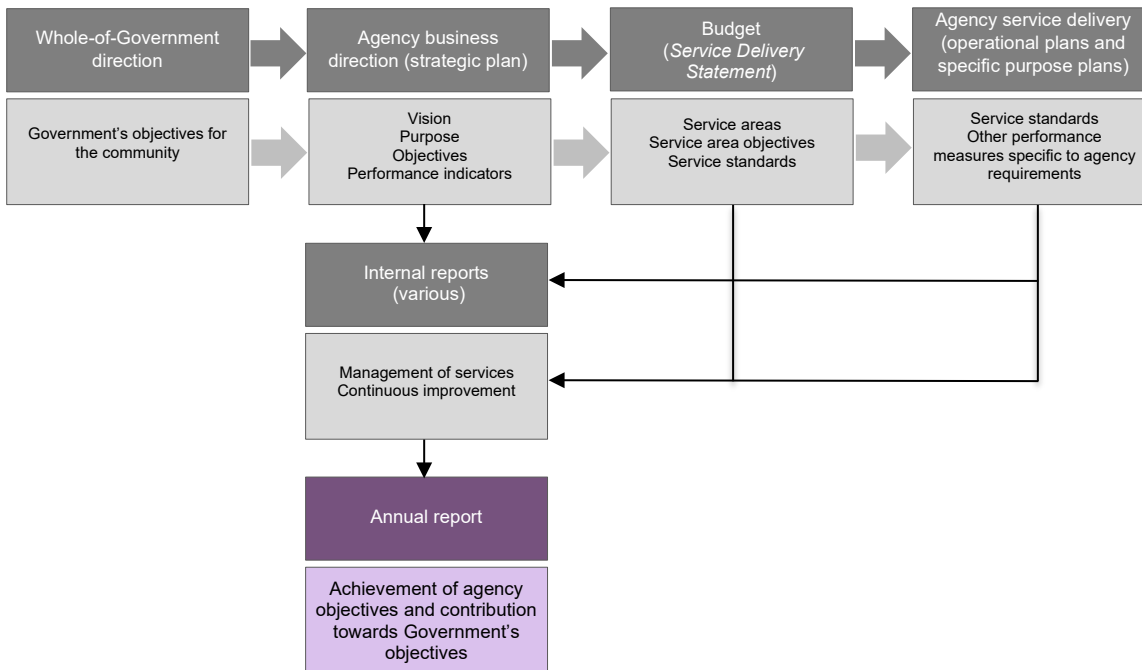 Whole-of-Government
direction
Agency business
direction (strategic plan)
Budget
(Service Delivery
Statement)
Agency service delivery
(operational plans and
specific purpose plans)
Government’s objectives for
the community
Vision
Purpose
Objectives
Performance indicators
Service areas
Service area objectives
Service standards
Service standards
Other performance
measures specific to agency
requirements
Internal reports
(various)
Management of services
Continuous improvement
Annual report
Achievement of agency
objectives and contribution
towards Government’s
objectives